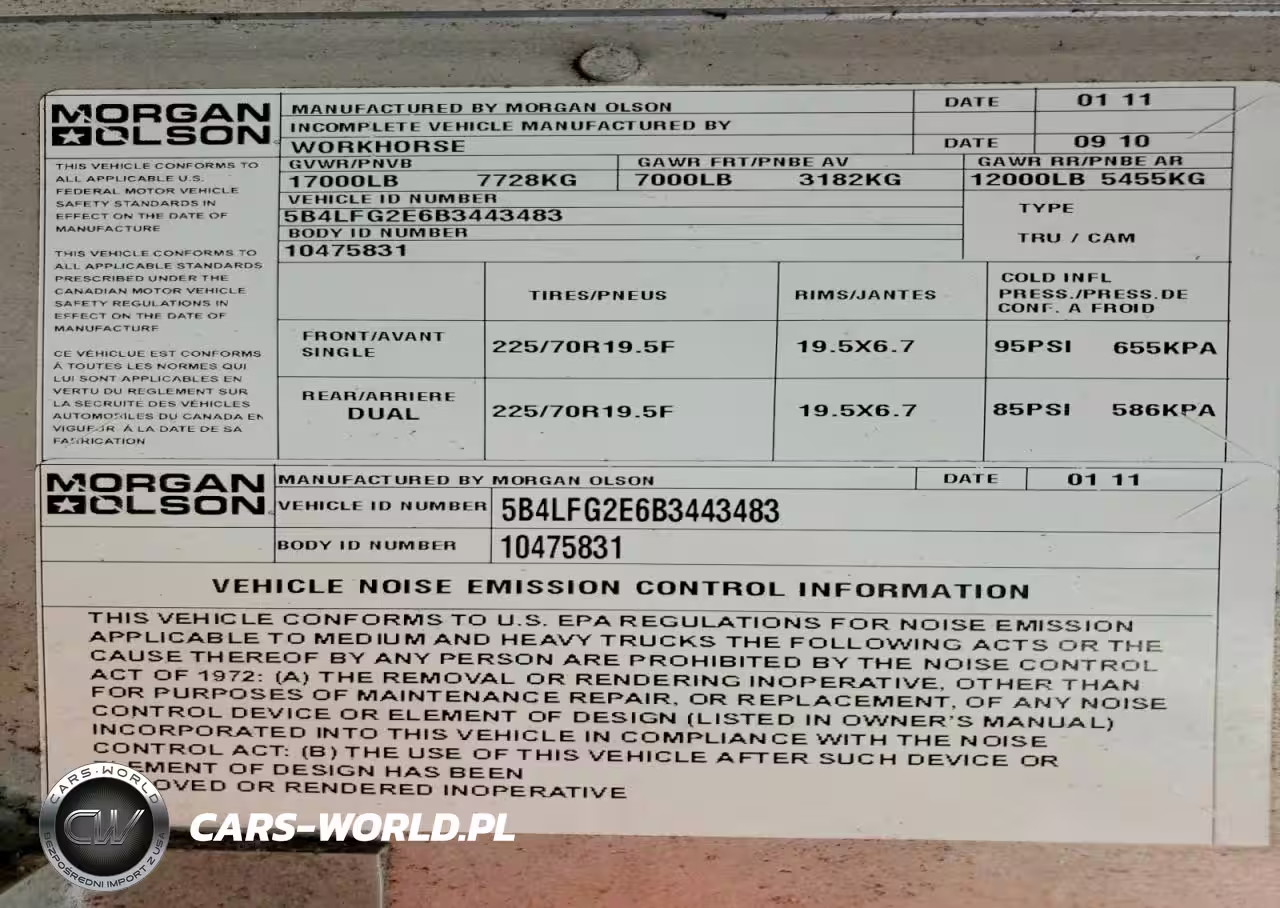 MORGAN
OLSON
MANUFACTURED BY MORGAN OLSON DATE 01 11
INCOMPLETE VEHICLE MANUFACTURED BY
WORKHORSE DATE 09 10
GVWR/PNVB GAWR FRT/PNBE AV GAWR RR/PNBE AR
17000LB 7728KG 7000LB 3182KG 12000LB 5455KG
VEHICLE ID NUMBER
5B4LFG2E6B3443483
BODY ID NUMBER
10475831
TYPE
TRU / CAM
THIS VEHICLE CONFORMS TO
ALL APPLICABLE U.S.
FEDERAL MOTOR VEHICLE
SAFETY STANDARDS IN
EFFECT ON THE DATE OF
MANUFACTURE
THIS VEHICLE CONFORMS TO
ALL APPLICABLE STANDARDS
PRESCRIBED UNDER THE
CANADIAN MOTOR VEHICLE
SAFETY REGULATIONS IN
EFFECT ON THE DATE OF
MANUFACTURE
CE VÉHICLUE EST CONFORMS
À TOUTES LES NORMES QUI
LUI SONT APPLICABLES EN
VERTU DU REGLEMENT SUR
LA SECRUITE DES VÉHICLES
AUTOMOBILES DU CANADA EN
VIGUEUR À LA DATE DE SA
FABRICATION
TIRES/PNEUS RIMS/JANTES COLD INFL
PRESS./PRESS.DE
CONF. A FROID
FRONT/AVANT
SINGLE 225/70R19.5F 19.5X6.7 95PSI 655KPA
REAR/ARRIERE
DUAL 225/70R19.5F 19.5X6.7 85PSI 586KPA
MORGAN
OLSON
MANUFACTURED BY MORGAN OLSON DATE 01 11
VEHICLE ID NUMBER 5B4LFG2E6B3443483
BODY ID NUMBER 10475831
VEHICLE NOISE EMISSION CONTROL INFORMATION
THIS VEHICLE CONFORMS TO U.S. EPA REGULATIONS FOR NOISE EMISSION
APPLICABLE TO MEDIUM AND HEAVY TRUCKS THE FOLLOWING ACTS OR THE
CAUSE THEREOF BY ANY PERSON ARE PROHIBITED BY THE NOISE CONTROL
ACT OF 1972: (A) THE REMOVAL OR RENDERING INOPERATIVE, OTHER THAN
FOR PURPOSES OF MAINTENANCE REPAIR, OR REPLACEMENT, OF ANY NOISE
CONTROL DEVICE OR ELEMENT OF DESIGN (LISTED IN OWNER'S MANUAL)
INCORPORATED INTO THIS VEHICLE IN COMPLIANCE WITH THE NOISE
CONTROL ACT: (B) THE USE OF THIS VEHICLE AFTER SUCH DEVICE OR
EMENT OF DESIGN HAS BEEN
OVED OR RENDERED INOPERATIVE
CARS-WORLD
CW
BEZPOŚREDNI IMPORT Z USA
CARS-WORLD.PL